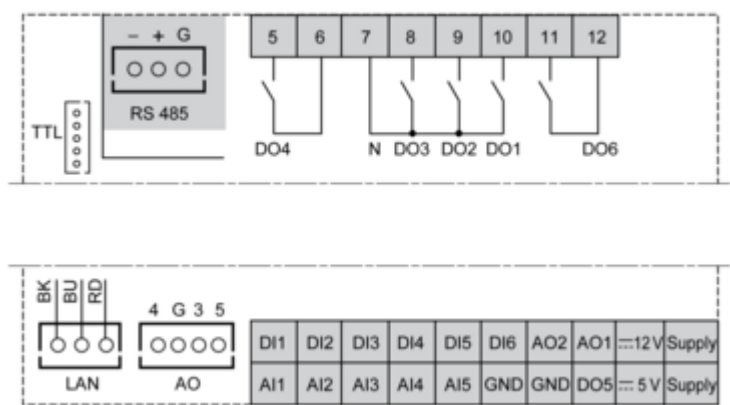 − + G
5 6 7 8 9 10 11 12
RS 485
TTL
DO4 N DO3 DO2 DO1 DO6
BK BU RD
4 G 3 5
LAN AO
DI1 DI2 DI3 DI4 DI5 DI6 AO2 AO1 ⎓12 V Supply
AI1 AI2 AI3 AI4 AI5 GND GND DO5 ⎓ 5 V Supply